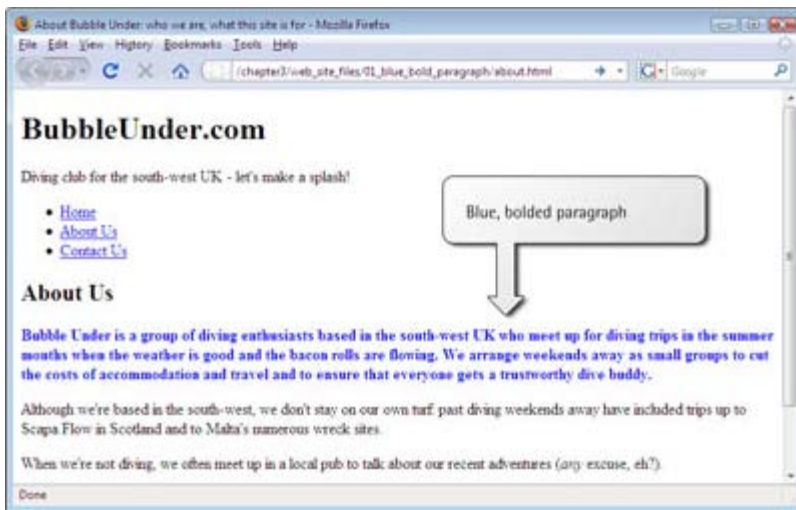 About Bubble Under: who we are, what this site is for - Mozilla Firefox
File Edit View History Bookmarks Tools Help
/chapter3/web_site_files/01_blue_bold_paragraph/about.html
Google
BubbleUnder.com
Diving club for the south-west UK - let's make a splash!
Home
About Us
Contact Us
Blue, bolded paragraph
About Us
Bubble Under is a group of diving enthusiasts based in the south-west UK who meet up for diving trips in the summer
months when the weather is good and the bacon rolls are flowing. We arrange weekends away as small groups to cut
the costs of accommodation and travel and to ensure that everyone gets a trustworthy dive buddy.
Although we're based in the south-west, we don't stay on our own turf: past diving weekends away have included trips up to
Scapa Flow in Scotland and to Malta's numerous wreck sites.
When we're not diving, we often meet up in a local pub to talk about our recent adventures (any excuse, eh?).
Done